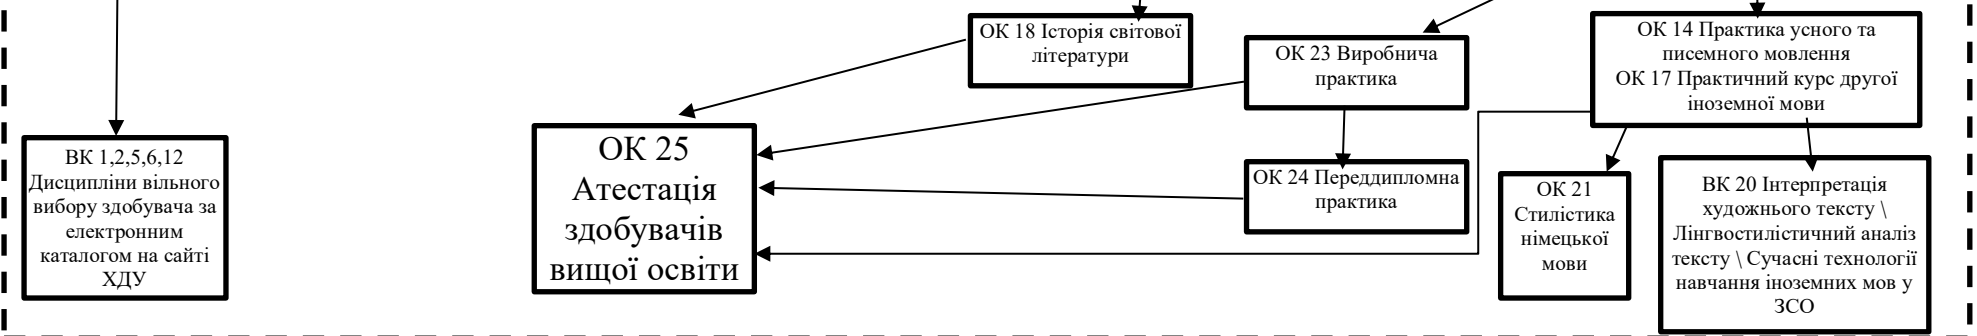 ОК 18 Історія світової
літератури
ОК 23 Виробнича
практика
ОК 14 Практика усного та
писемного мовлення
ОК 17 Практичний курс другої
іноземної мови
ВК 1,2,5,6,12
Дисципліни вільного
вибору здобувача за
електронним
каталогом на сайті
ХДУ
ОК 25
Атестація
здобувачів
вищої освіти
ОК 24 Переддипломна
практика
ОК 21
Стилістика
німецької
мови
ВК 20 Інтерпретація
художнього тексту \
Лінгвостилістичний аналіз
тексту \ Сучасні технології
навчання іноземних мов у
ЗСО